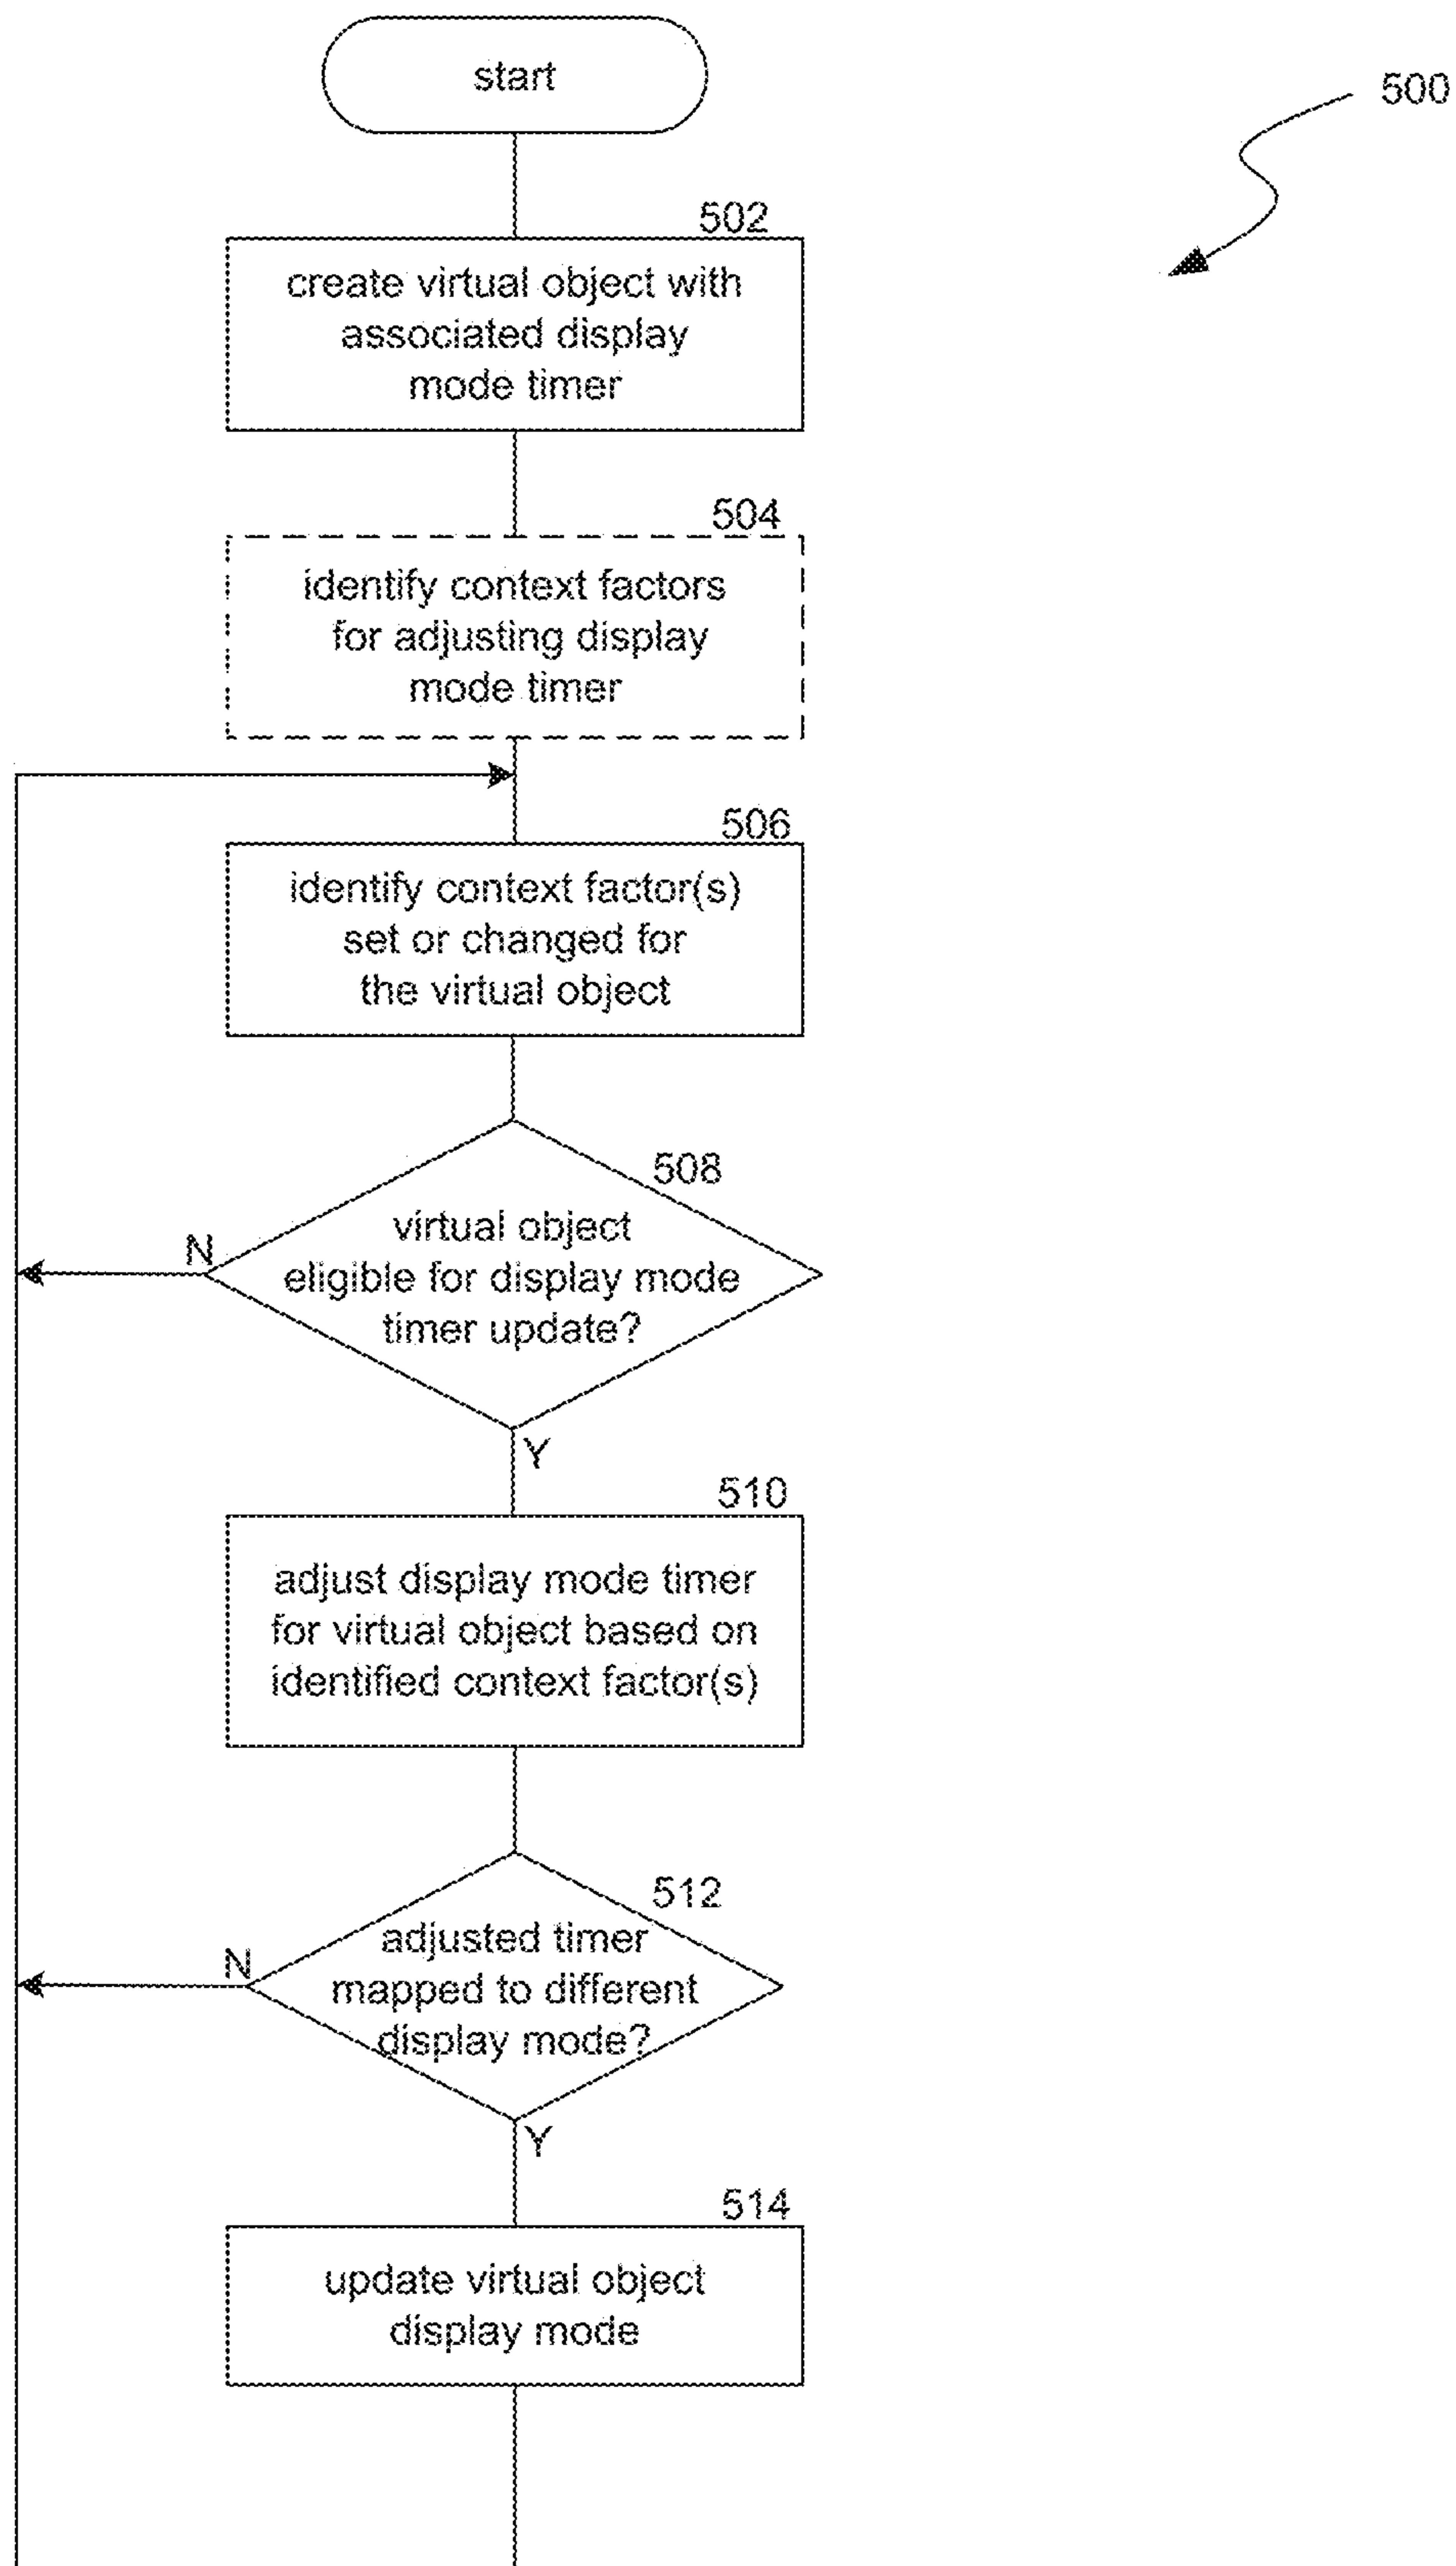 start
500
502
create virtual object with
associated display
mode timer
504
identify context factors
for adjusting display
mode timer
506
identify context factor(s)
set or changed for
the virtual object
508
virtual object
eligible for display mode
timer update?
N
Y
510
adjust display mode timer
for virtual object based on
identified context factor(s)
512
adjusted timer
mapped to different
display mode?
N
Y
514
update virtual object
display mode